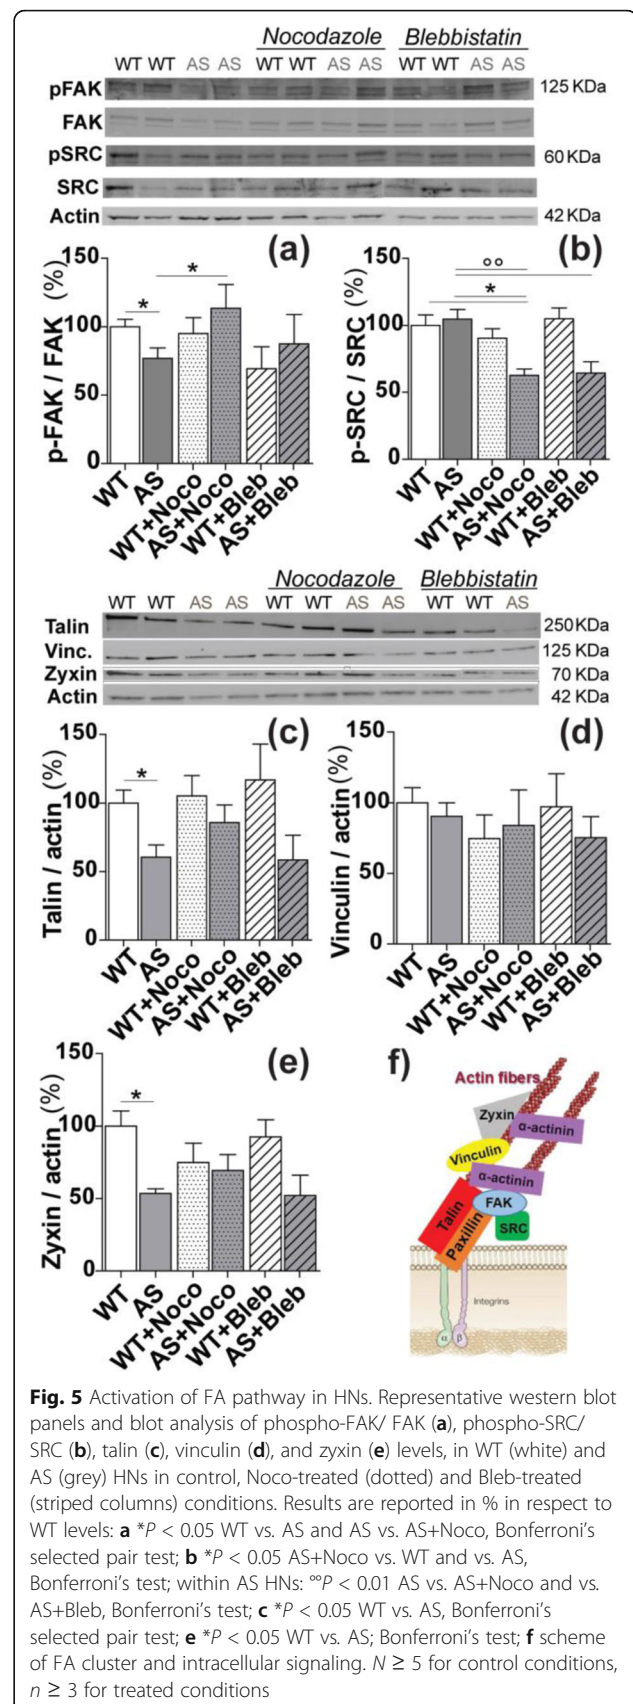 Nocodazole Blebbistatin
WT WT AS AS WT WT AS AS WT WT AS AS
pFAK 125 KDa
FAK
pSRC 60 KDa
SRC
Actin 42 KDa
(a)
p-FAK / FAK (%)
150
100
50
0
* *
WT AS WT+Noco AS+Noco WT+Bleb AS+Bleb
(b)
p-SRC / SRC (%)
150
100
50
0
°°
*
WT AS WT+Noco AS+Noco WT+Bleb AS+Bleb
Nocodazole Blebbistatin
WT WT AS AS WT WT AS AS WT WT AS
Talin 250 KDa
Vinc. 125 KDa
Zyxin 70 KDa
Actin 42 KDa
(c)
Talin / actin (%)
150
100
50
0
*
WT AS WT+Noco AS+Noco WT+Bleb AS+Bleb
(d)
Vinculin / actin (%)
150
100
50
0
WT AS WT+Noco AS+Noco WT+Bleb AS+Bleb
(e)
Zyxin / actin (%)
150
100
50
0
*
WT AS WT+Noco AS+Noco WT+Bleb AS+Bleb
f)
Actin fibers
Zyxin
α-actinin
Vinculin
α-actinin
Talin
FAK
Paxillin
SRC
Integrins
α β
Fig. 5 Activation of FA pathway in HNs. Representative western blot
panels and blot analysis of phospho-FAK/ FAK (a), phospho-SRC/
SRC (b), talin (c), vinculin (d), and zyxin (e) levels, in WT (white) and
AS (grey) HNs in control, Noco-treated (dotted) and Bleb-treated
(striped columns) conditions. Results are reported in % in respect to
WT levels: a *P < 0.05 WT vs. AS and AS vs. AS+Noco, Bonferroni's
selected pair test; b *P < 0.05 AS+Noco vs. WT and vs. AS,
Bonferroni's test; within AS HNs: °°P < 0.01 AS vs. AS+Noco and vs.
AS+Bleb, Bonferroni's test; c *P < 0.05 WT vs. AS, Bonferroni's
selected pair test; e *P < 0.05 WT vs. AS; Bonferroni's test; f scheme
of FA cluster and intracellular signaling. N ≥ 5 for control conditions,
n ≥ 3 for treated conditions